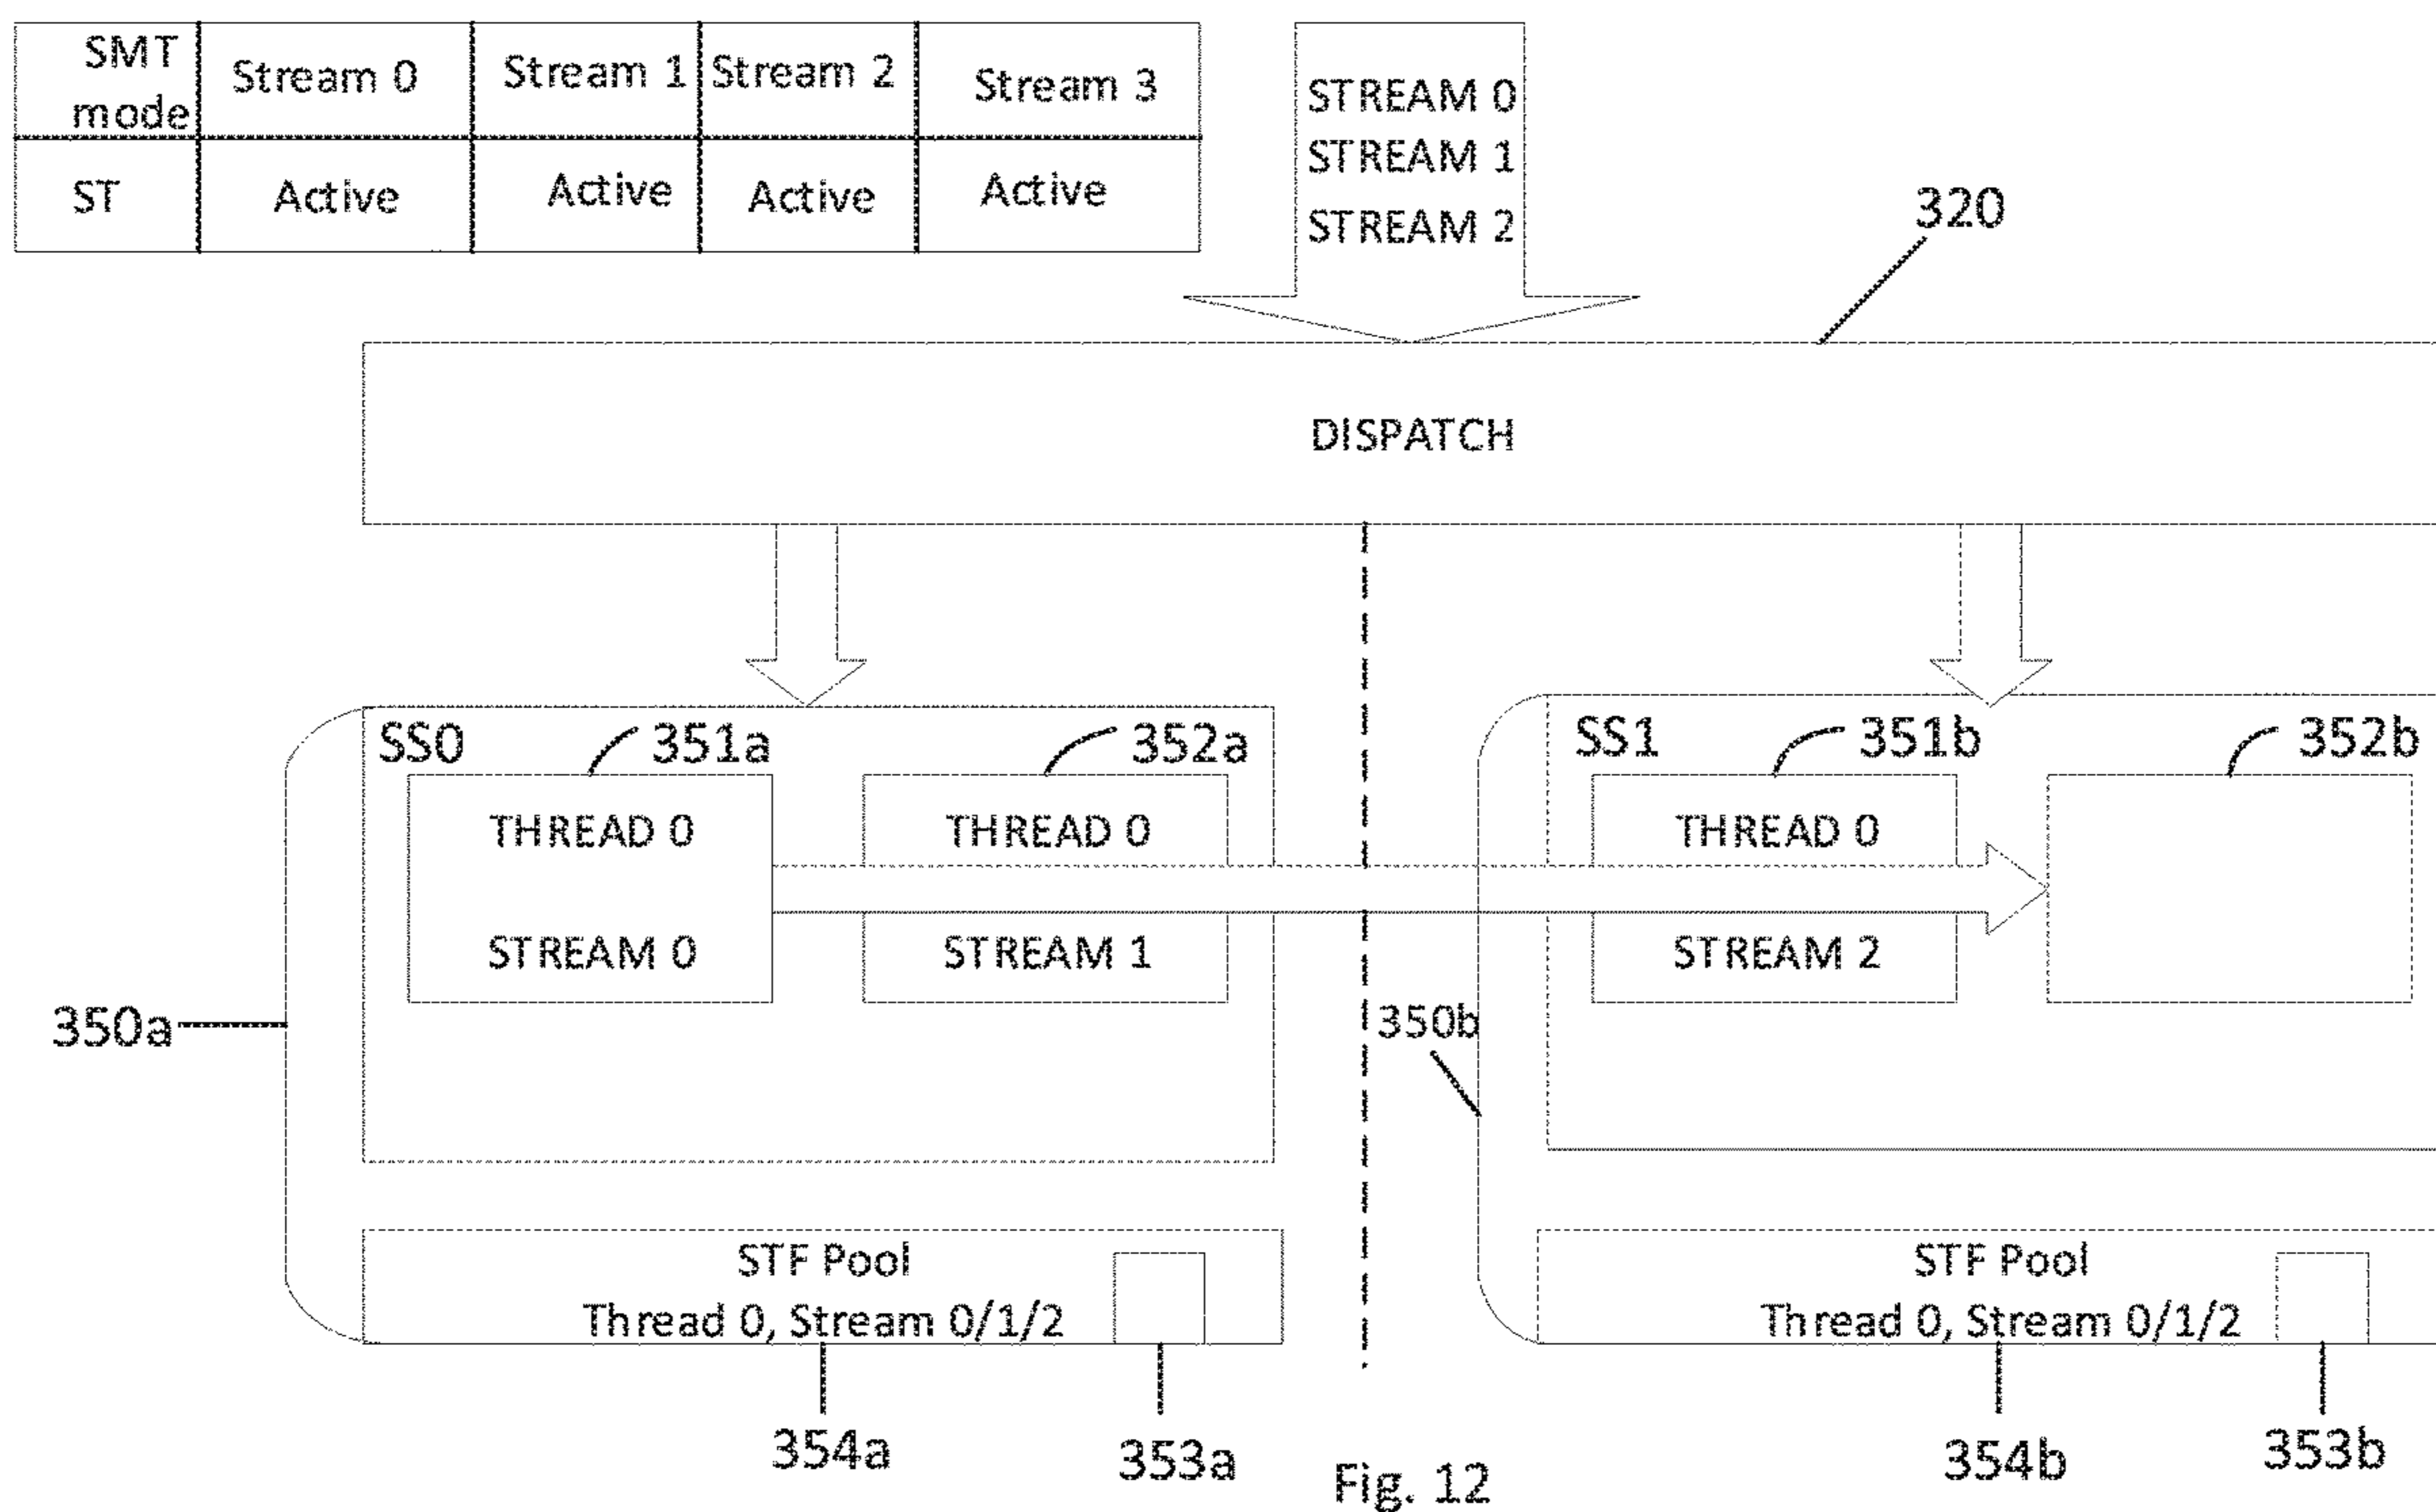 SMT mode Stream 0 Stream 1 Stream 2 Stream 3
ST Active Active Active Active
STREAM 0
STREAM 1
STREAM 2
320
DISPATCH
SS0 351a 352a
THREAD 0 THREAD 0
STREAM 0 STREAM 1
350a
SS1 351b 352b
THREAD 0
STREAM 2
350b
STF Pool
Thread 0, Stream 0/1/2
354a 353a
STF Pool
Thread 0, Stream 0/1/2
354b 353b
Fig. 12